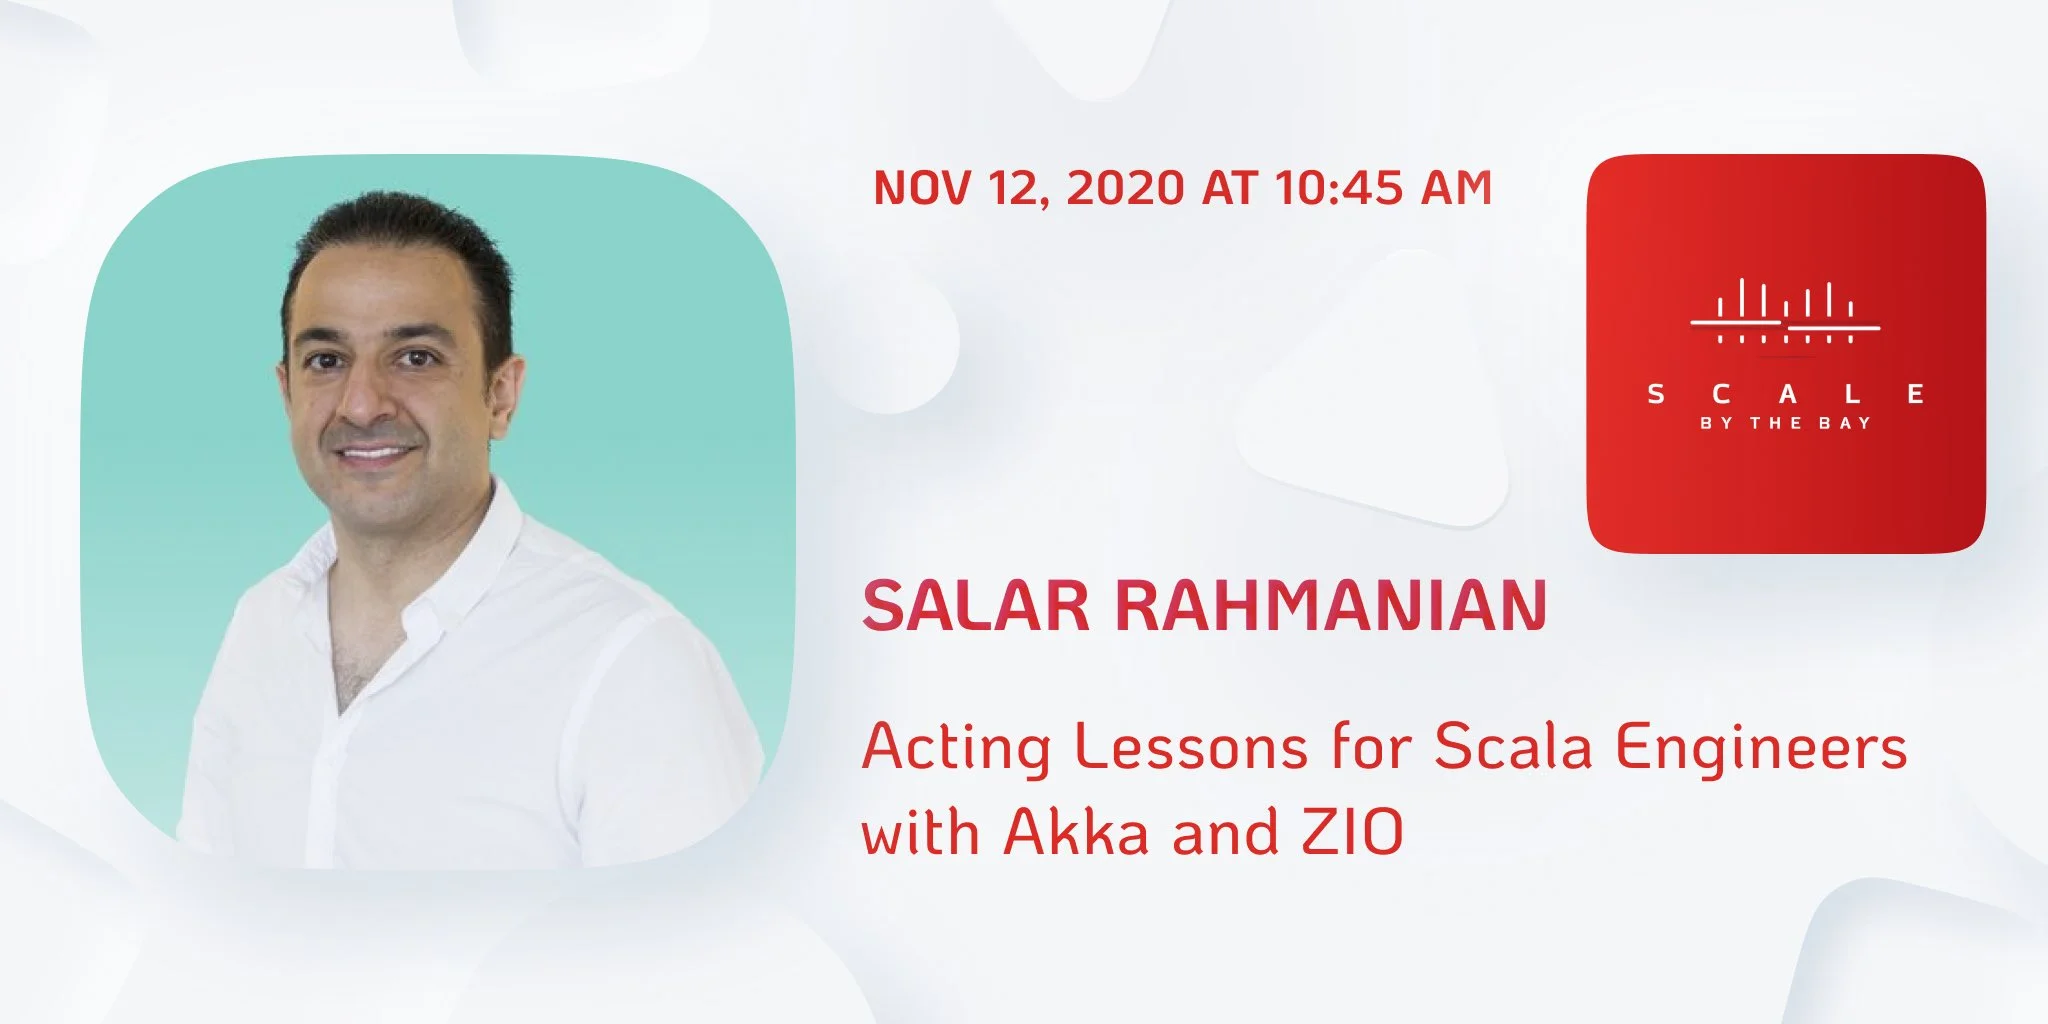 NOV 12, 2020 AT 10:45 AM
SCALE
BY THE BAY
SALAR RAHMANIAN
Acting Lessons for Scala Engineers
with Akka and ZIO